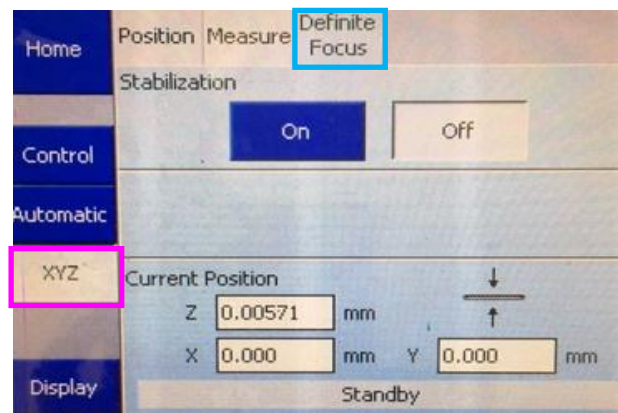 Home
Position Measure Definite Focus
Stabilization
On Off
Control
Automatic
XYZ
Current Position
Z 0.00571 mm
X 0.000 mm Y 0.000 mm
Display
Standby